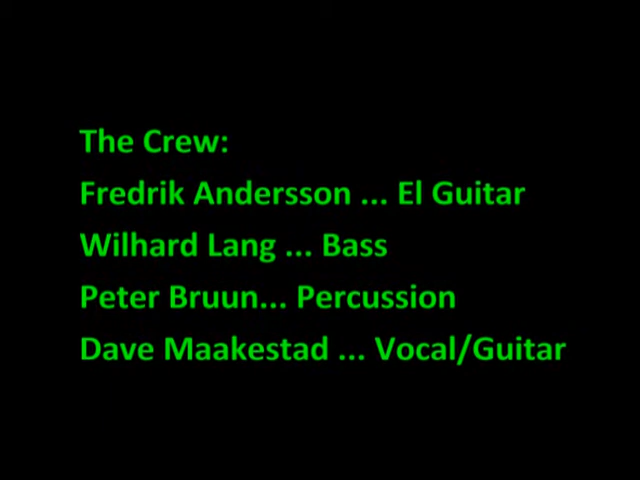 The Crew:
Fredrik Andersson ... El Guitar
Wilhard Lang ... Bass
Peter Bruun... Percussion
Dave Maakestad ... Vocal/Guitar